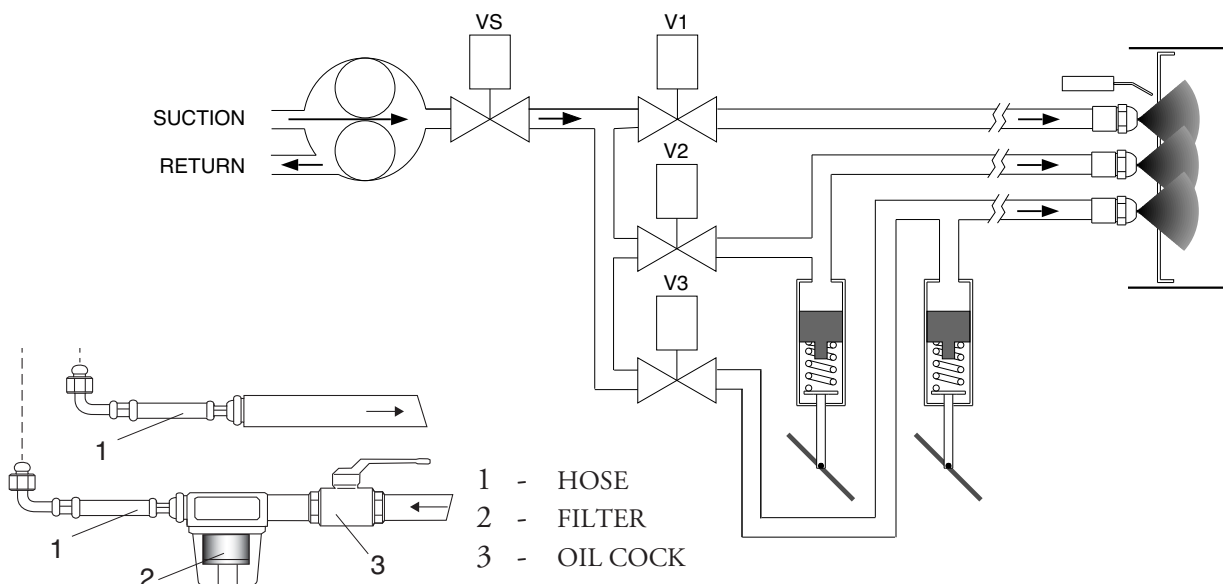 VS
V1
SUCTION
RETURN
V2
V3
1
1
2
3
1 - HOSE
2 - FILTER
3 - OIL COCK